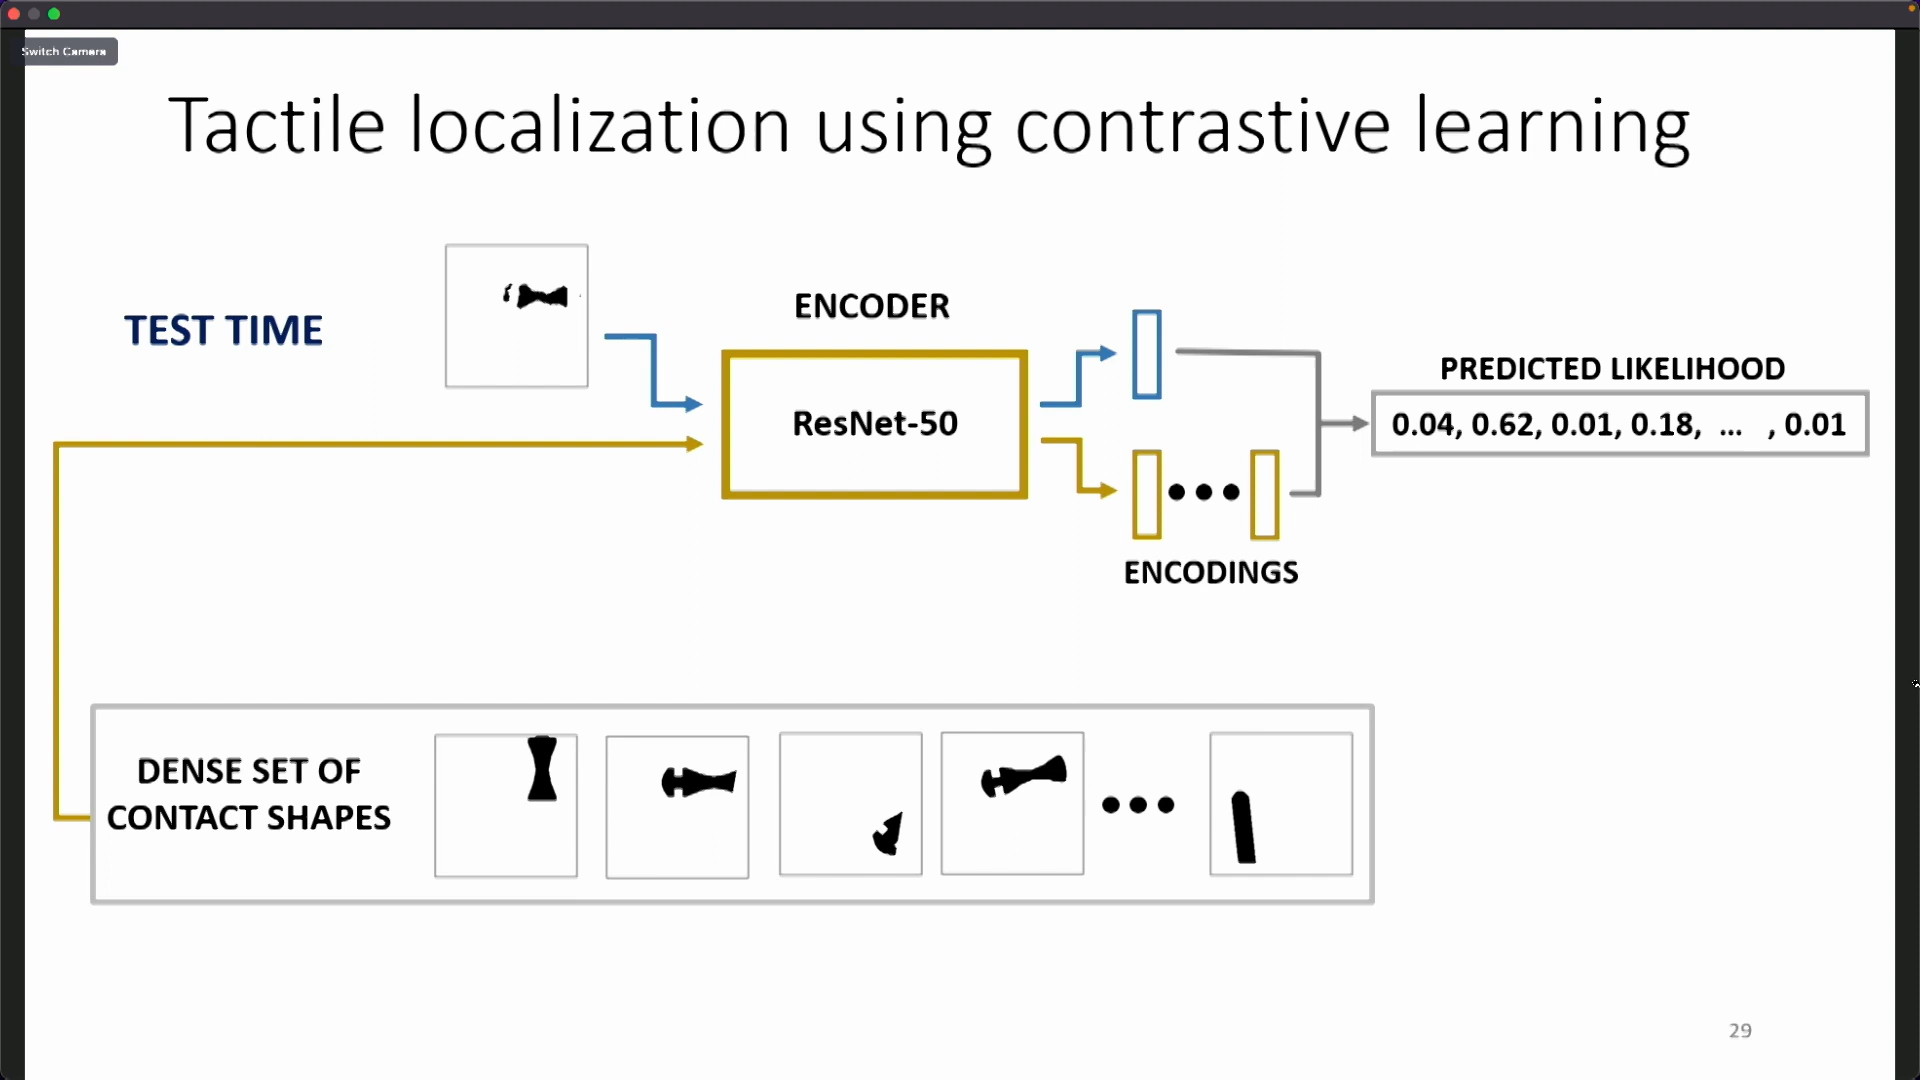 Switch Camera
Tactile localization using contrastive learning
TEST TIME
ENCODER
ResNet-50
PREDICTED LIKELIHOOD
0.04, 0.62, 0.01, 0.18, ... , 0.01
ENCODINGS
DENSE SET OF
CONTACT SHAPES
29